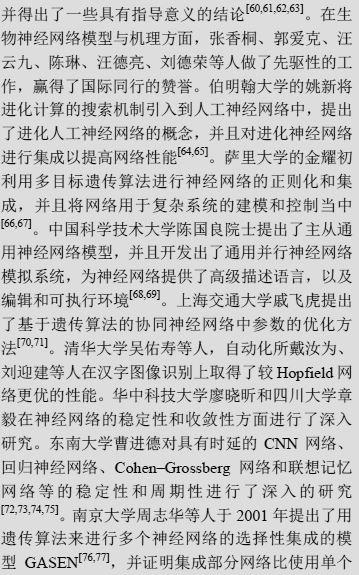 并得出了一些具有指导意义的结论[60,61,62,63]。在生
物神经网络模型与机理方面，张香桐、郭爱克、汪
云九、陈琳、汪德亮、刘德荣等人做了先驱性的工
作，赢得了国际同行的赞誉。伯明翰大学的姚新将
进化计算的搜索机制引入到人工神经网络中，提出
了进化人工神经网络的概念，并且对进化神经网络
进行集成以提高网络性能[64,65]。萨里大学的金耀初
利用多目标遗传算法进行神经网络的正则化和集
成，并且将网络用于复杂系统的建模和控制当中
[66,67]。中国科学技术大学陈国良院士提出了主从通
用神经网络模型，并且开发出了通用并行神经网络
模拟系统，为神经网络提供了高级描述语言，以及
编辑和可执行环境[68,69]。上海交通大学戚飞虎提出
了基于遗传算法的协同神经网络中参数的优化方
法[70,71]。清华大学吴佑寿等人，自动化所戴汝为、
刘迎建等人在汉字图像识别上取得了较 Hopfield 网
络更优的性能。华中科技大学廖晓昕和四川大学章
毅在神经网络的稳定性和收敛性方面进行了深入
研究。东南大学曹进德对具有时延的 CNN 网络、
回归神经网络、Cohen–Grossberg 网络和联想记忆
网络等的稳定性和周期性进行了深入的研究
[72,73,74,75]。南京大学周志华等人于 2001 年提出了用
遗传算法来进行多个神经网络的选择性集成的模
型 GASEN[76,77]，并证明集成部分网络比使用单个